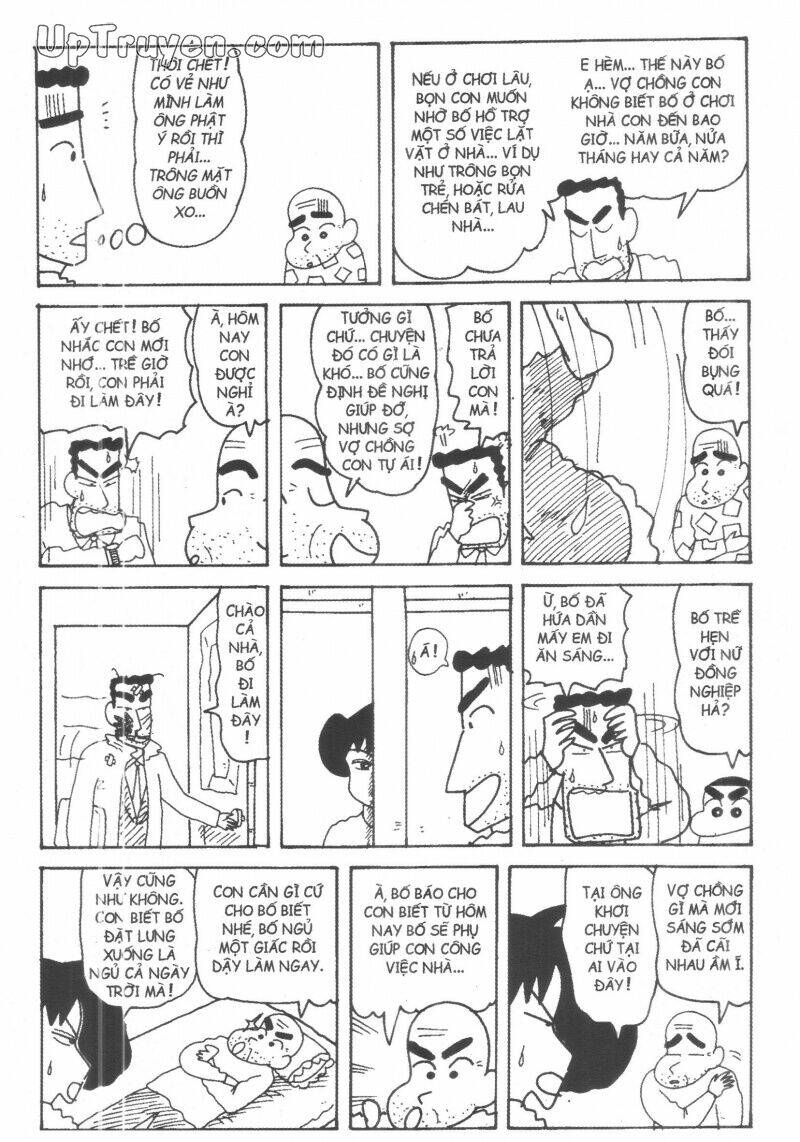 UpTruyen.com
E HÈM... THẾ NÀY BỐ
Ạ... VỢ CHỒNG CON
KHÔNG BIẾT BỐ Ở CHƠI
NHÀ CON ĐẾN BAO
GIỜ... NĂM BỮA, NỬA
THÁNG HAY CẢ NĂM?
NẾU Ở CHƠI LÂU,
BỌN CON MUỐN
NHỜ BỐ HỖ TRỢ
MỘT SỐ VIỆC LẶT
VẶT Ở NHÀ... VÍ DỤ
NHƯ TRÔNG BỌN
TRẺ, HOẶC RỬA
CHÉN BÁT, LAU
NHÀ...
THÔI CHẾT!
CÓ VẺ NHƯ
MÌNH LÀM
ÔNG PHẬT
Ý RỒI THÌ
PHẢI...
TRÔNG MẶT
ÔNG BUỒN
XO...
BỐ...
THẤY
ĐÓI
BỤNG
QUÁ!
BỐ
CHƯA
TRẢ
LỜI
CON
MÀ!
TƯỞNG GÌ
CHỨ... CHUYỆN
ĐÓ CÓ GÌ LÀ
KHÓ... BỐ CŨNG
ĐỊNH ĐỀ NGHỊ
GIÚP ĐỠ,
NHƯNG SỢ
VỢ CHỒNG
CON TỰ ÁI!
À, HÔM
NAY
CON
ĐƯỢC
NGHỈ
À?
ẤY CHẾT! BỐ
NHẮC CON MỚI
NHỚ... TRỄ GIỜ
RỒI, CON PHẢI
ĐI LÀM ĐÂY!
BỐ TRỄ
HẸN
VỚI NỮ
ĐỒNG
NGHIỆP
HẢ?
Ừ, BỐ ĐÃ
HỨA DẪN
MẤY EM ĐI
ĂN SÁNG...
Ã!
CHÀO
CẢ
NHÀ,
BỐ
ĐI
LÀM
ĐÂY
!
VỢ CHỒNG
GÌ MÀ MỚI
SÁNG SỚM
ĐÃ CÃI
NHAU ẦM Ĩ.
TẠI ÔNG
KHƠI
CHUYỆN
CHỨ TẠI
AI VÀO
ĐÂY!
À, BỐ BÁO CHO
CON BIẾT TỪ HÔM
NAY BỐ SẼ PHỤ
GIÚP CON CÔNG
VIỆC NHÀ...
CON CẦN GÌ CỨ
CHO BỐ BIẾT
NHÉ, BỐ NGỦ
MỘT GIẤC RỒI
DẬY LÀM NGAY.
VẬY CŨNG
NHƯ KHÔNG.
CON BIẾT BỐ
ĐẶT LƯNG
XUỐNG LÀ
NGỦ CẢ NGÀY
TRỜI MÀ!